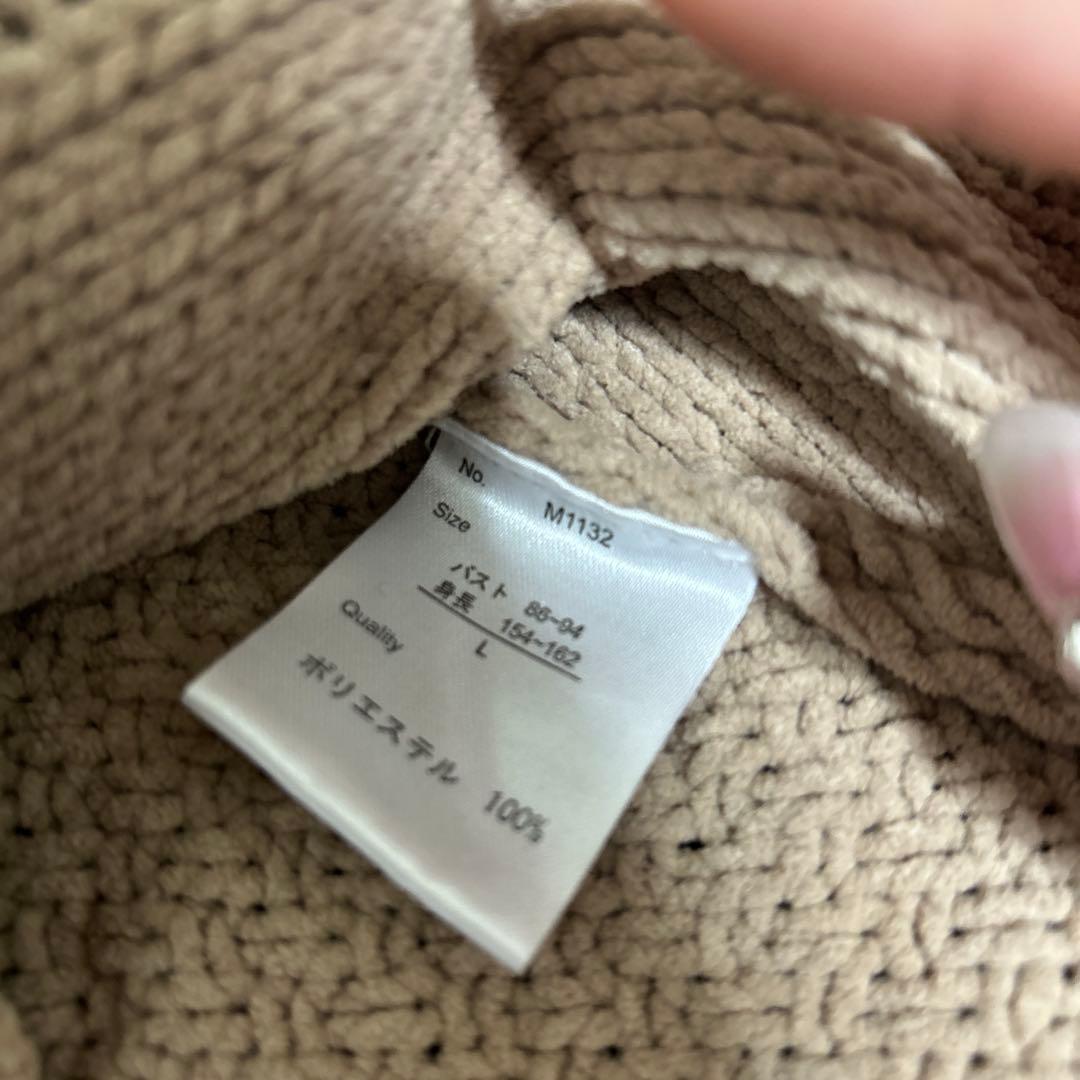 No. M1132
Size
バスト 86~94
身長 154~162
L
Quality
ポリエステル 100%